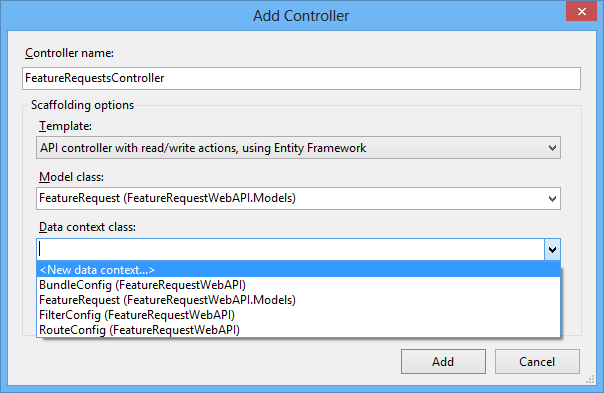 Add Controller
Controller name:
FeatureRequestsController
Scaffolding options
Template:
API controller with read/write actions, using Entity Framework
Model class:
FeatureRequest (FeatureRequestWebAPI.Models)
Data context class:
<New data context...>
BundleConfig (FeatureRequestWebAPI)
FeatureRequest (FeatureRequestWebAPI.Models)
FilterConfig (FeatureRequestWebAPI)
RouteConfig (FeatureRequestWebAPI)
Add
Cancel